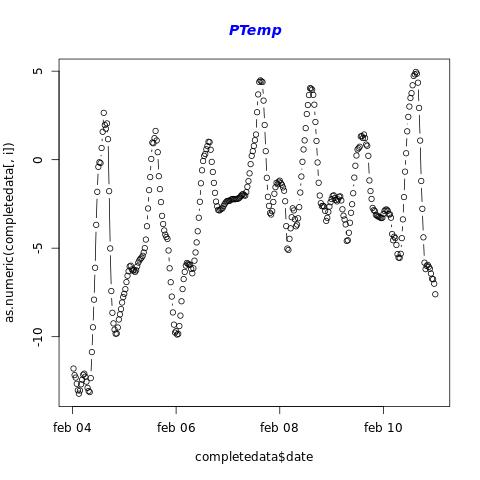 PTemp
5
0
-5
-10
as.numeric(completedata[, i])
feb 04
feb 06
feb 08
feb 10
completedata$date